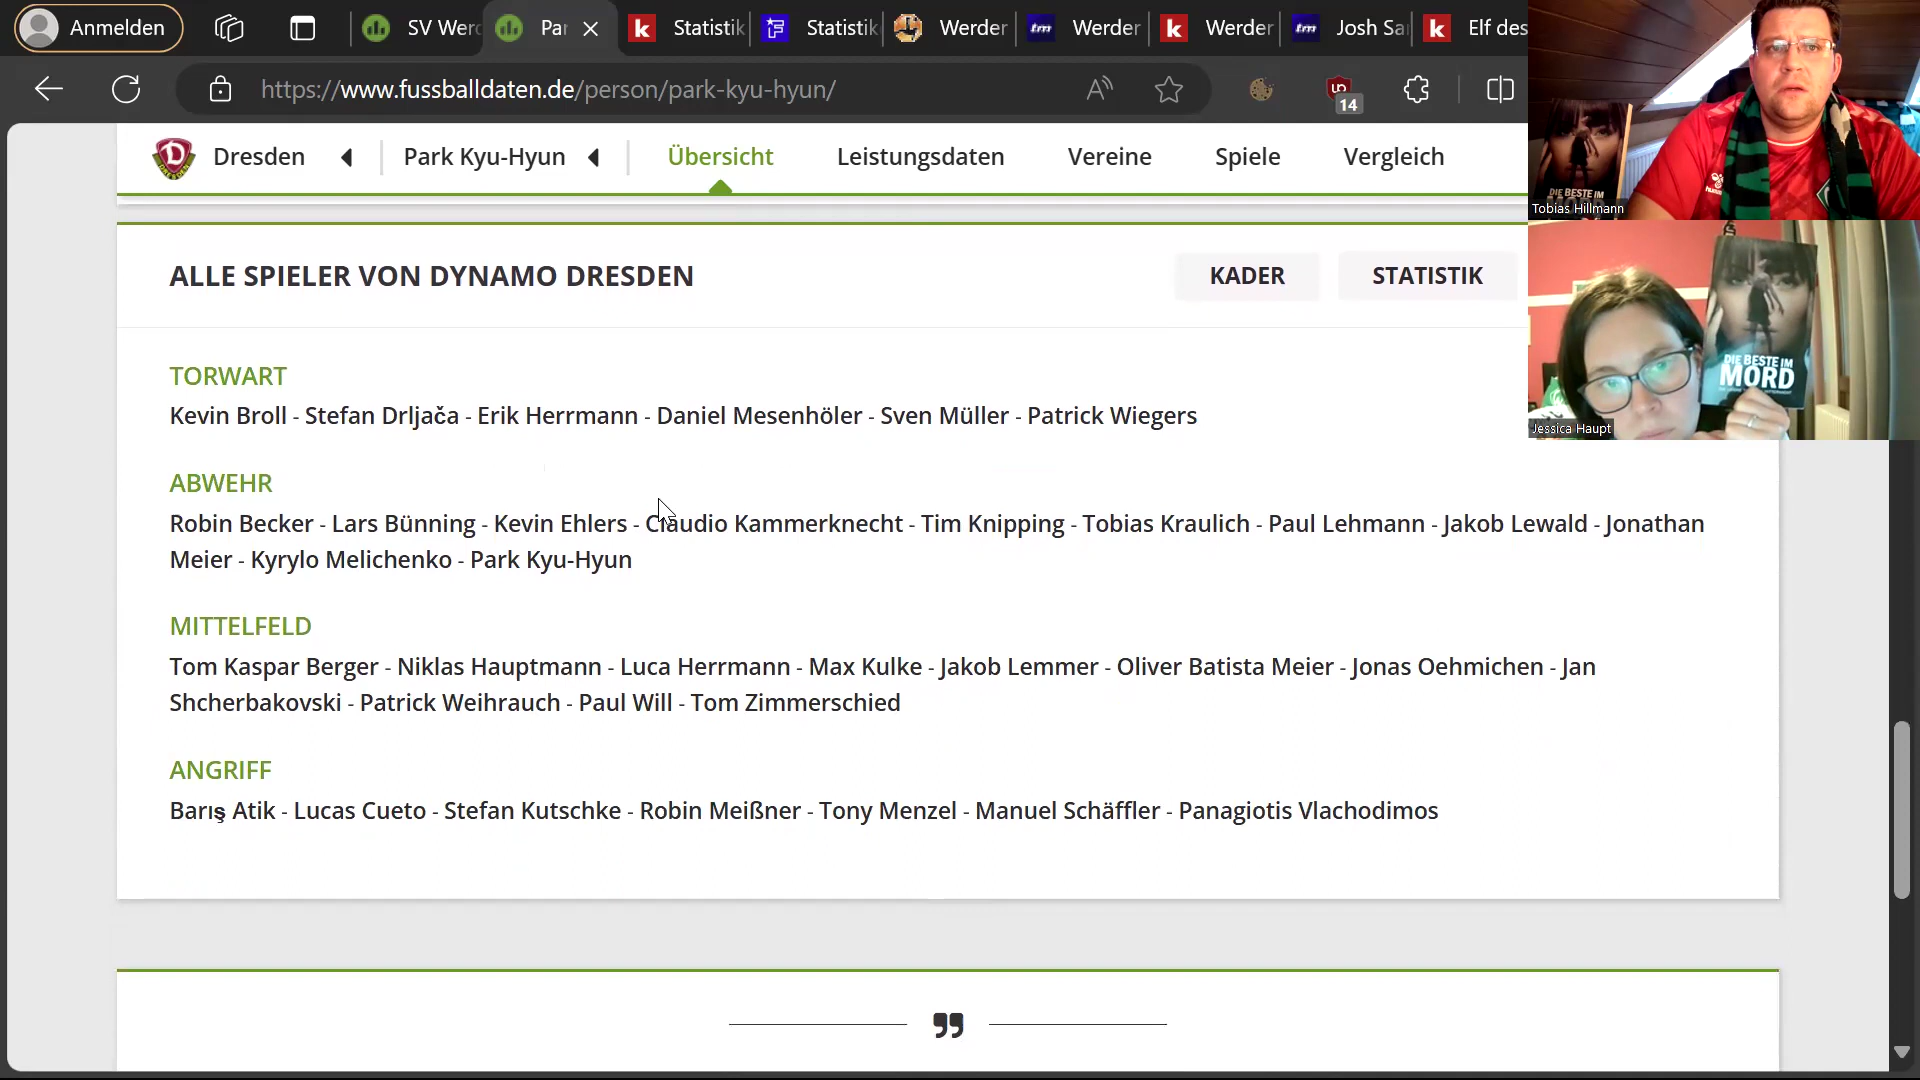 Anmelden
SV Werd
Pa
Statistik
Statistik
Werder
Werder
Werder
Josh Sa
Elf des
https://www.fussballdaten.de/person/park-kyu-hyun/
14
Dresden
Park Kyu-Hyun
Übersicht
Leistungsdaten
Vereine
Spiele
Vergleich
ALLE SPIELER VON DYNAMO DRESDEN
KADER
STATISTIK
TORWART
Kevin Broll - Stefan Drljača - Erik Herrmann - Daniel Mesenhöler - Sven Müller - Patrick Wiegers
ABWEHR
Robin Becker - Lars Bünning - Kevin Ehlers - Claudio Kammerknecht - Tim Knipping - Tobias Kraulich - Paul Lehmann - Jakob Lewald - Jonathan
Meier - Kyrylo Melichenko - Park Kyu-Hyun
MITTELFELD
Tom Kaspar Berger - Niklas Hauptmann - Luca Herrmann - Max Kulke - Jakob Lemmer - Oliver Batista Meier - Jonas Oehmichen - Jan
Shcherbakovski - Patrick Weihrauch - Paul Will - Tom Zimmerschied
ANGRIFF
Barış Atik - Lucas Cueto - Stefan Kutschke - Robin Meißner - Tony Menzel - Manuel Schäffler - Panagiotis Vlachodimos
DIE BESTE IM
MORD
Tobias Hillmann
DIE BESTE IM
MORD
Jessica Haupt